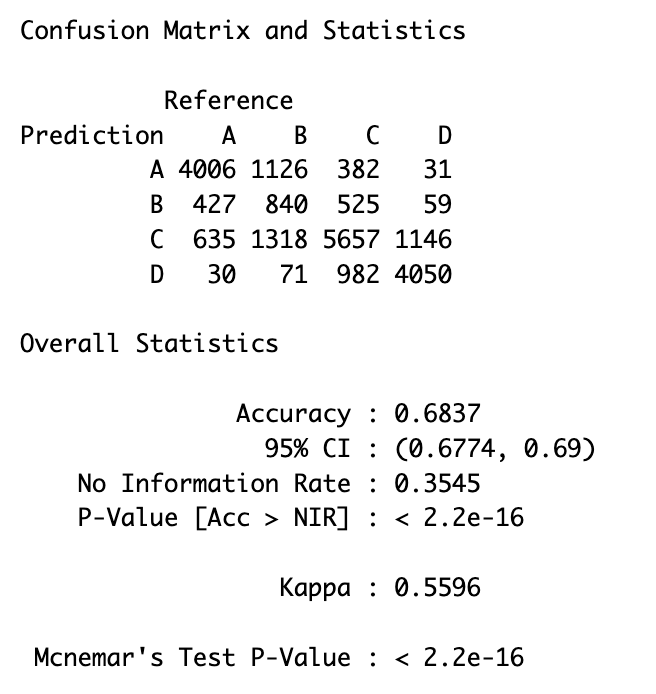 Confusion Matrix and Statistics
Reference
Prediction A B C D
A 4006 1126 382 31
B 427 840 525 59
C 635 1318 5657 1146
D 30 71 982 4050
Overall Statistics
Accuracy : 0.6837
95% CI : (0.6774, 0.69)
No Information Rate : 0.3545
P-Value [Acc > NIR] : < 2.2e-16
Kappa : 0.5596
Mcnemar's Test P-Value : < 2.2e-16